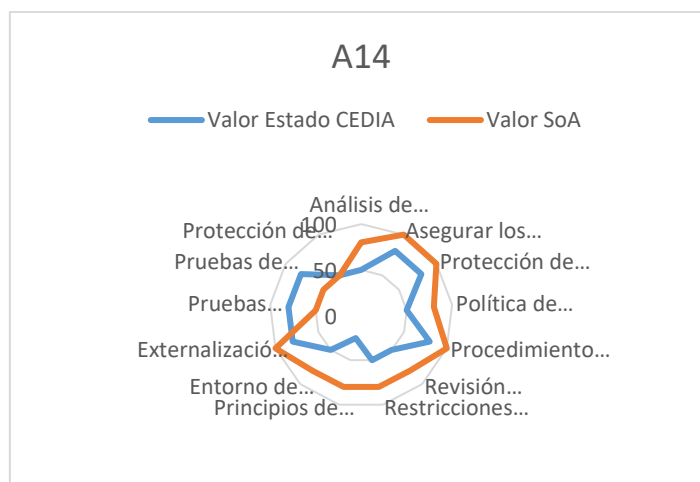 A14
Valor Estado CEDIA Valor SoA
Análisis de...
Asegurar los...
Protección de...
Política de...
Procedimiento...
Revisión...
Restricciones...
Principios de...
Entorno de...
Externalizació...
Pruebas...
Pruebas de...
Protección de...
100
50
0